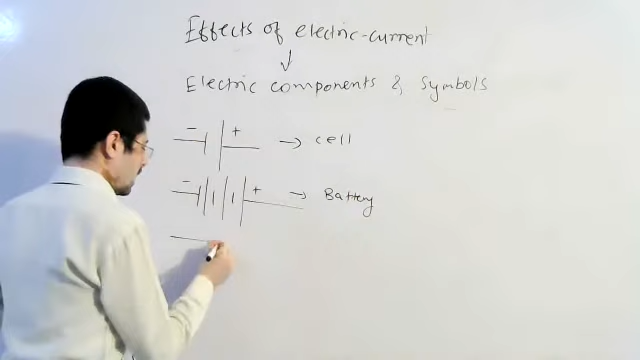 Effects of electric-current
↓
Electric components & symbols
- + → cell
- + → Battery